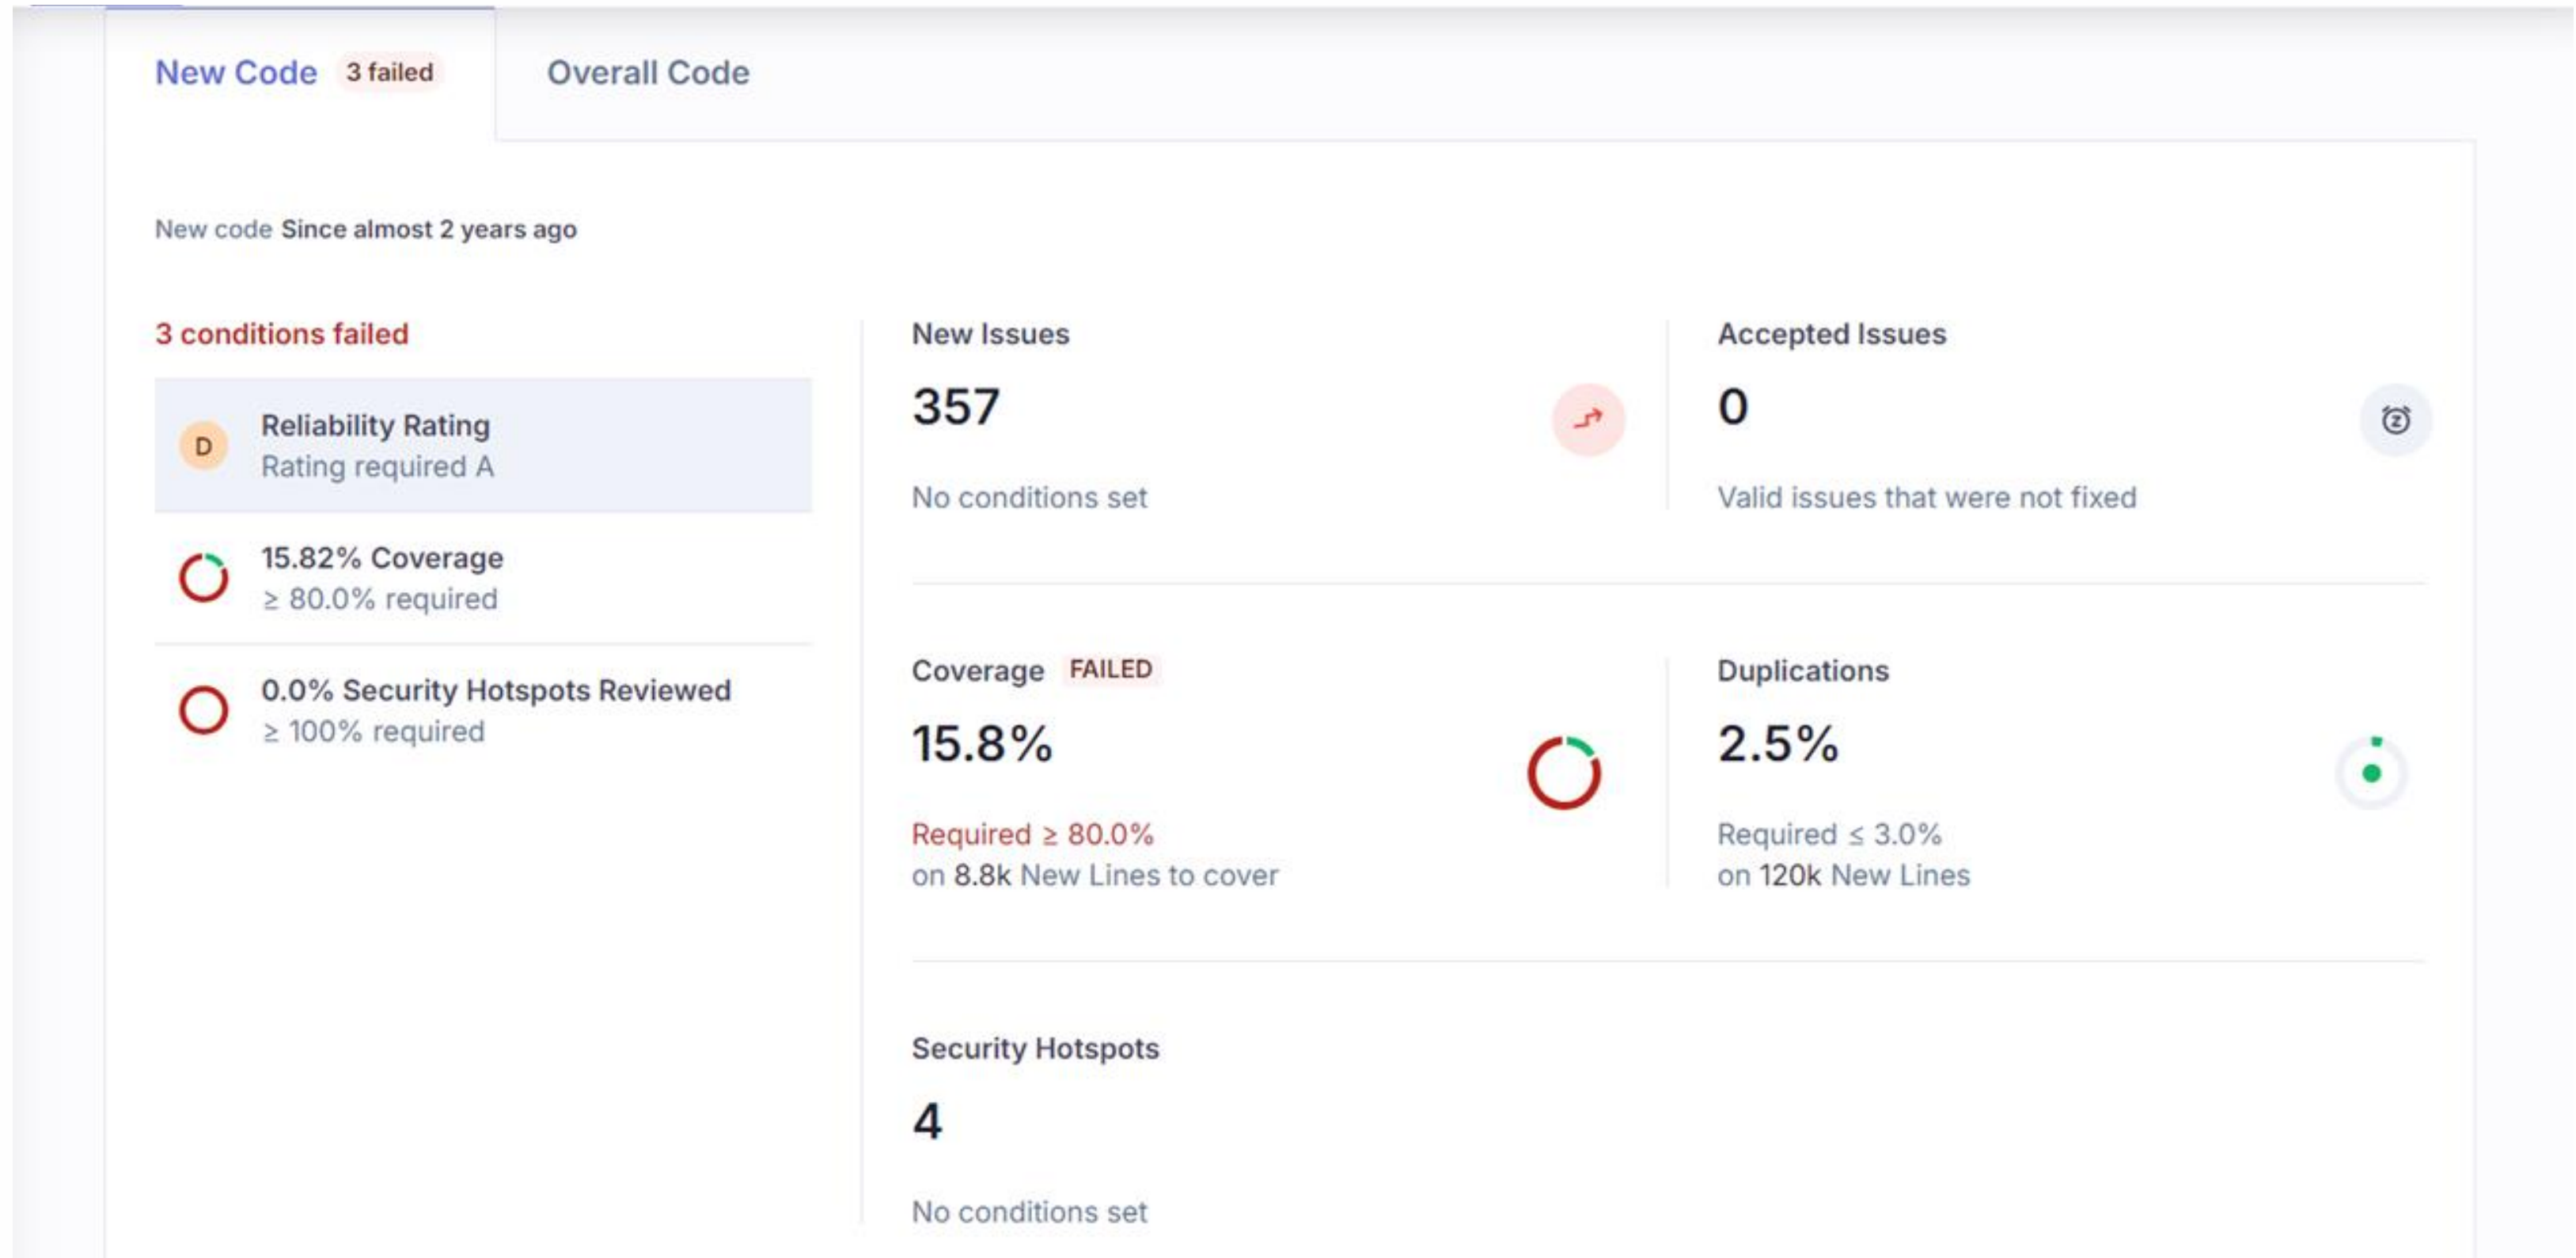 New Code 3 failed Overall Code
New code Since almost 2 years ago
3 conditions failed
D
Reliability Rating
Rating required A
15.82% Coverage
≥ 80.0% required
0.0% Security Hotspots Reviewed
≥ 100% required
New Issues
357
No conditions set
Accepted Issues
0
Valid issues that were not fixed
Coverage FAILED
15.8%
Required ≥ 80.0%
on 8.8k New Lines to cover
Duplications
2.5%
Required ≤ 3.0%
on 120k New Lines
Security Hotspots
4
No conditions set